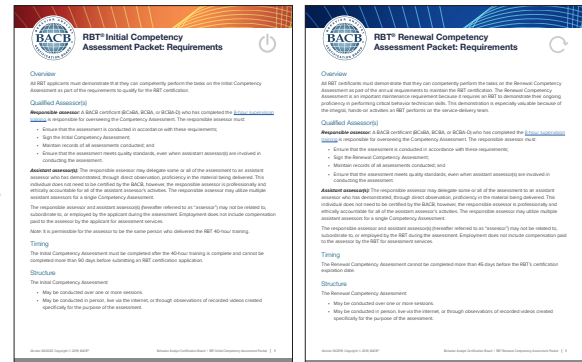 BACB
RBT® Initial Competency
Assessment Packet: Requirements
Overview
All RBT applicants must demonstrate that they can competently perform the tasks on the Initial Competency
Assessment as part of the requirements to qualify for the RBT certification.
Qualified Assessor(s)
Responsible assessor: A BACB certificant (BCaBA, BCBA, or BCBA-D) who has completed the 8-hour supervision
training is responsible for overseeing the Competency Assessment. The responsible assessor must:
• Ensure that the assessment is conducted in accordance with these requirements;
• Sign the Initial Competency Assessment;
• Maintain records of all assessments conducted; and
• Ensure that the assessment meets quality standards, even when assistant assessors are involved in
conducting the assessment.
Assistant assessor(s): The responsible assessor may delegate some or all of the assessment to an assistant
assessor who has demonstrated, through direct observation, proficiency in the material being delivered. This
individual does not need to be certified by the BACB, however, the responsible assessor is professionally and
ethically accountable for all of the assistant assessor's activities. The responsible assessor may utilize multiple
assistant assessors for a single Competency Assessment.
The responsible assessor and assistant assessor(s) (hereafter referred to as "assessor") may not be related to,
subordinate to, or employed by the applicant during the assessment. Employment does not include compensation
paid to the assessor by the applicant for assessment services.
Note: It is permissible for the assessor to be the same person who delivered the RBT 40-hour training.
Timing
The Initial Competency Assessment must be completed after the 40-hour training is complete and cannot be
completed more than 90 days before submitting an RBT certification application.
Structure
The Initial Competency Assessment:
• May be conducted over one or more sessions.
• May be conducted in person, live via the internet, or through observations of recorded videos created
specifically for the purpose of the assessment.
BACB
RBT® Renewal Competency
Assessment Packet: Requirements
Overview
All RBT certificants must demonstrate that they can competently perform the tasks on the Renewal Competency
Assessment as part of the annual requirements to maintain the RBT certification. The Renewal Competency
Assessment is an important maintenance requirement because it requires an RBT to demonstrate their ongoing
proficiency in performing critical behavior technician skills. This demonstration is especially valuable because of
the integral, hands-on activities an RBT performs on the service-delivery team.
Qualified Assessor(s)
Responsible assessor: A BACB certificant (BCaBA, BCBA, or BCBA-D) who has completed the 8-hour supervision
training is responsible for overseeing the Competency Assessment. The responsible assessor must:
• Ensure that the assessment is conducted in accordance with these requirements;
• Sign the Renewal Competency Assessment;
• Maintain records of all assessments conducted; and
• Ensure that the assessment meets quality standards, even when assistant assessors are involved in
conducting the assessment.
Assistant assessor(s): The responsible assessor may delegate some or all of the assessment to an assistant
assessor who has demonstrated, through direct observation, proficiency in the material being delivered. This
individual does not need to be certified by the BACB, however, the responsible assessor is professionally and
ethically accountable for all of the assistant assessor's activities. The responsible assessor may utilize multiple
assistant assessors for a single Competency Assessment.
The responsible assessor and assistant assessor(s) (hereafter referred to as "assessor") may not be related to,
subordinate to, or employed by the RBT during the assessment. Employment does not include compensation paid
to the assessor by the RBT for assessment services.
Timing
The Renewal Competency Assessment cannot be completed more than 45 days before the RBT's certification
expiration date.
Structure
The Renewal Competency Assessment:
• May be conducted over one or more sessions.
• May be conducted in person, live via the internet, or through observations of recorded videos created
specifically for the purpose of the assessment.